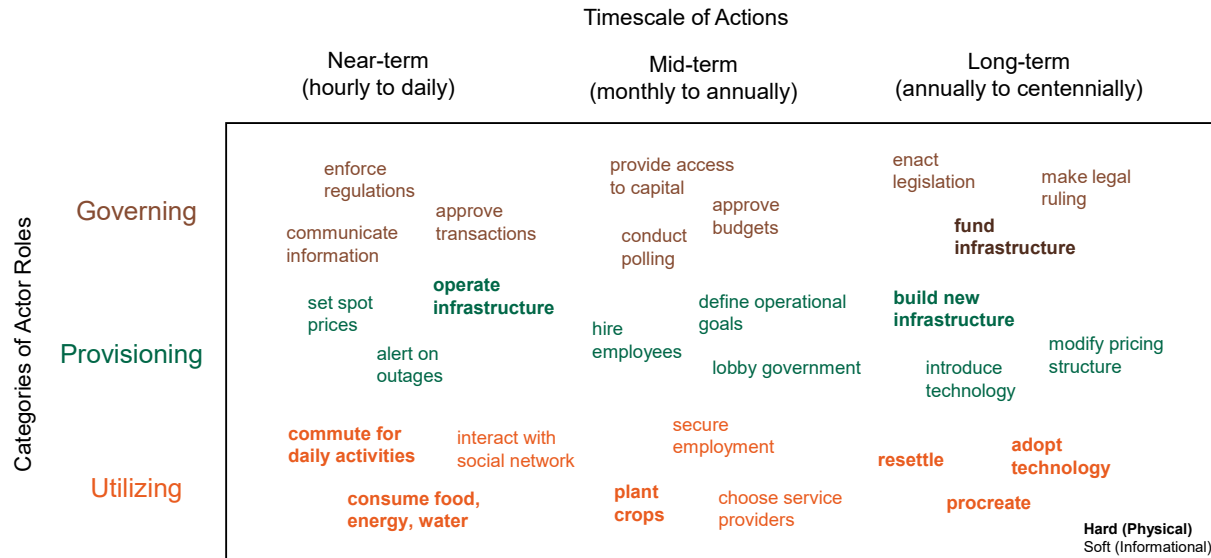 Timescale of Actions
Near-term
(hourly to daily)
Mid-term
(monthly to annually)
Long-term
(annually to centennially)
Categories of Actor Roles
Governing
enforce
regulations
approve
transactions
communicate
information
provide access
to capital
approve
budgets
conduct
polling
enact
legislation
make legal
ruling
fund
infrastructure
Provisioning
set spot
prices
operate
infrastructure
alert on
outages
define operational
goals
hire
employees
lobby government
build new
infrastructure
modify pricing
structure
introduce
technology
Utilizing
commute for
daily activities
interact with
social network
consume food,
energy, water
secure
employment
plant
crops
choose service
providers
resettle
adopt
technology
procreate
Hard (Physical)
Soft (Informational)